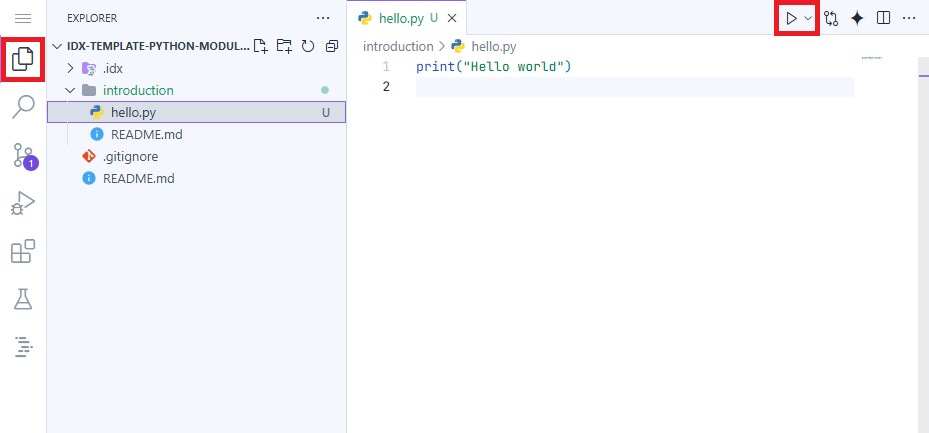 EXPLORER
IDX-TEMPLATE-PYTHON-MODUL...
.idx
introduction
hello.py U
README.md
.gitignore
README.md
1
hello.py U
introduction > hello.py
1 print("Hello world")
2